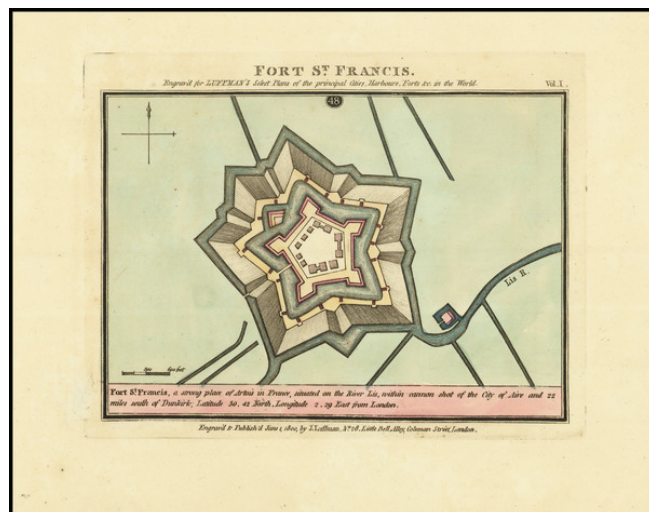 FORT ST. FRANCIS.
Engrav'd for LUFFMAN'S Select Plans of the principal Cities, Harbours, Forts &c. in the World.
Vol. I.
48
Lis R.
Fort St. Francis, a strong place of Artois in France, situated on the River Lis, within cannon shot of the City of Aire and 22
miles south of Dunkirk; Latitude 50, 42 North, Longitude 2, 29 East from London.
Engrav'd & Publish'd June 1, 1800, by J. Luffman, No. 28, Little Bell Alley, Coleman Street, London.